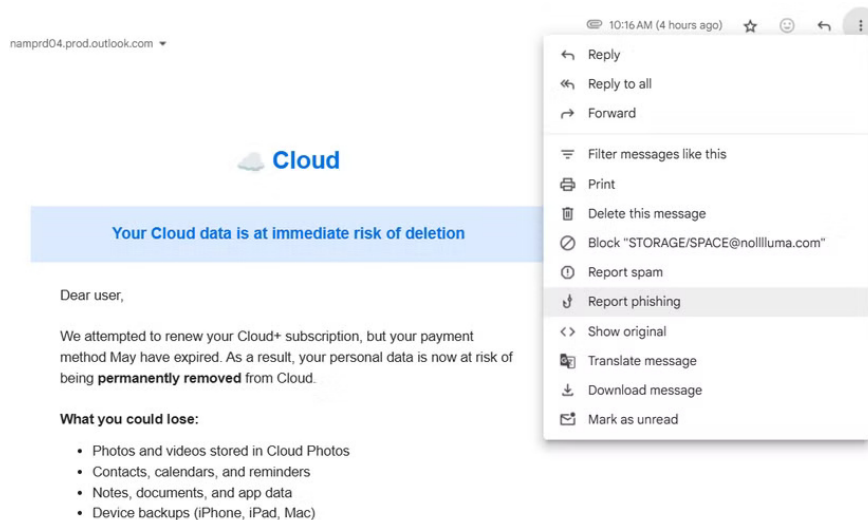 10:16 AM (4 hours ago)
namprd04.prod.outlook.com
Cloud
Your Cloud data is at immediate risk of deletion
Dear user,
We attempted to renew your Cloud+ subscription, but your payment
method May have expired. As a result, your personal data is now at risk of
being permanently removed from Cloud.
What you could lose:
• Photos and videos stored in Cloud Photos
• Contacts, calendars, and reminders
• Notes, documents, and app data
• Device backups (iPhone, iPad, Mac)
Reply
Reply to all
Forward
Filter messages like this
Print
Delete this message
Block "STORAGE/SPACE@nolllluma.com"
Report spam
Report phishing
Show original
Translate message
Download message
Mark as unread